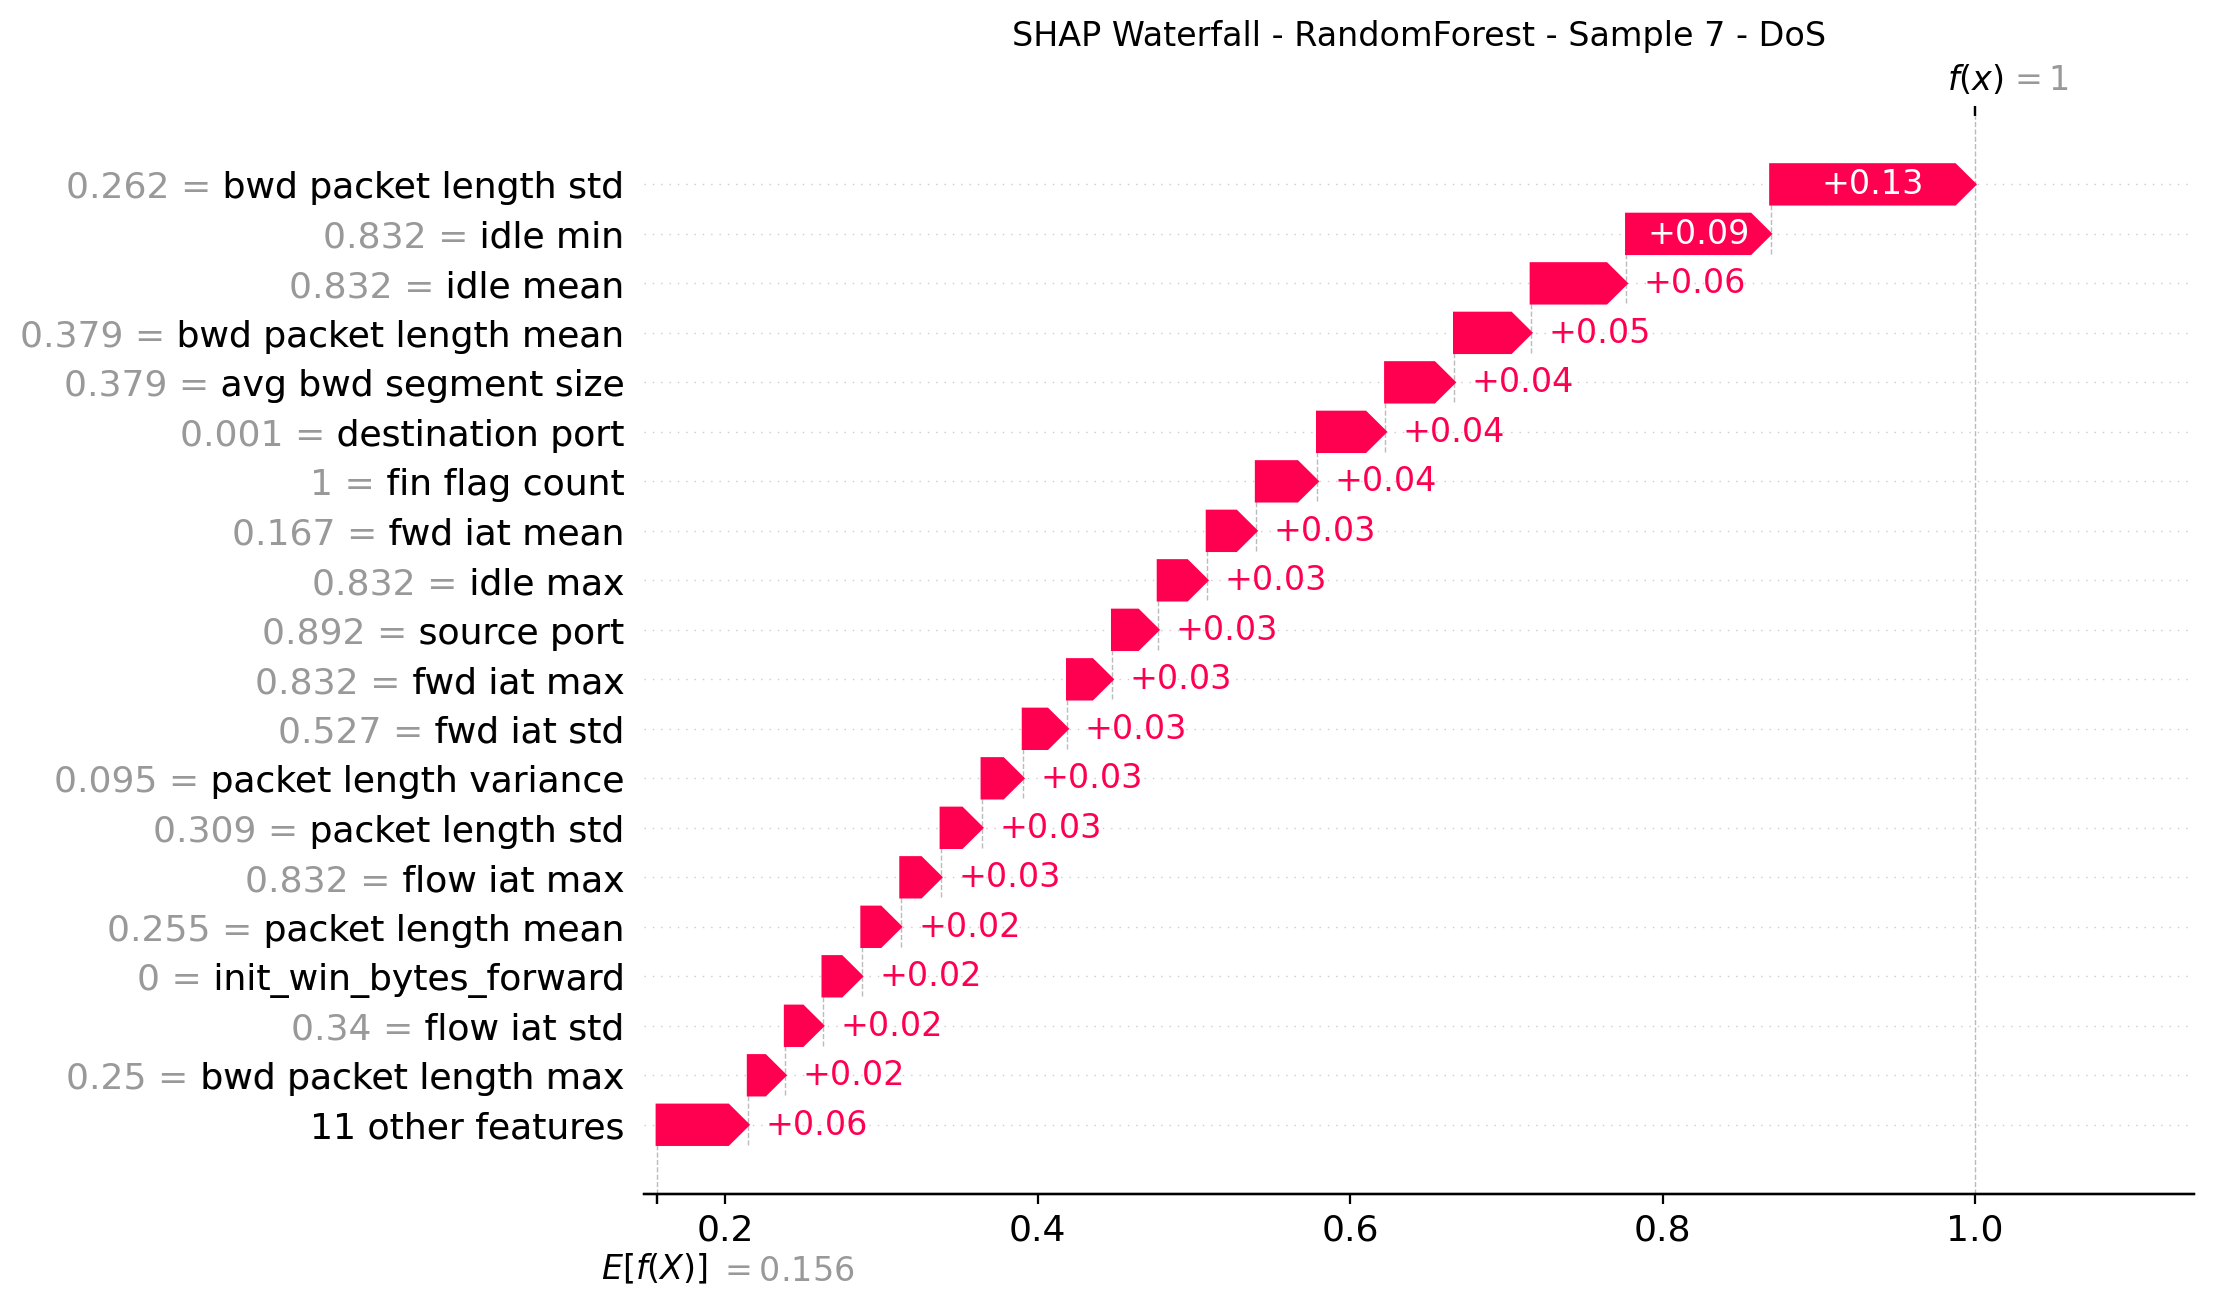 SHAP Waterfall - RandomForest - Sample 7 - DoS
f(x) = 1
0.262 = bwd packet length std +0.13
0.832 = idle min +0.09
0.832 = idle mean +0.06
0.379 = bwd packet length mean +0.05
0.379 = avg bwd segment size +0.04
0.001 = destination port +0.04
1 = fin flag count +0.04
0.167 = fwd iat mean +0.03
0.832 = idle max +0.03
0.892 = source port +0.03
0.832 = fwd iat max +0.03
0.527 = fwd iat std +0.03
0.095 = packet length variance +0.03
0.309 = packet length std +0.03
0.832 = flow iat max +0.03
0.255 = packet length mean +0.02
0 = init_win_bytes_forward +0.02
0.34 = flow iat std +0.02
0.25 = bwd packet length max +0.02
11 other features +0.06
0.2 0.4 0.6 0.8 1.0
E[f(X)] = 0.156